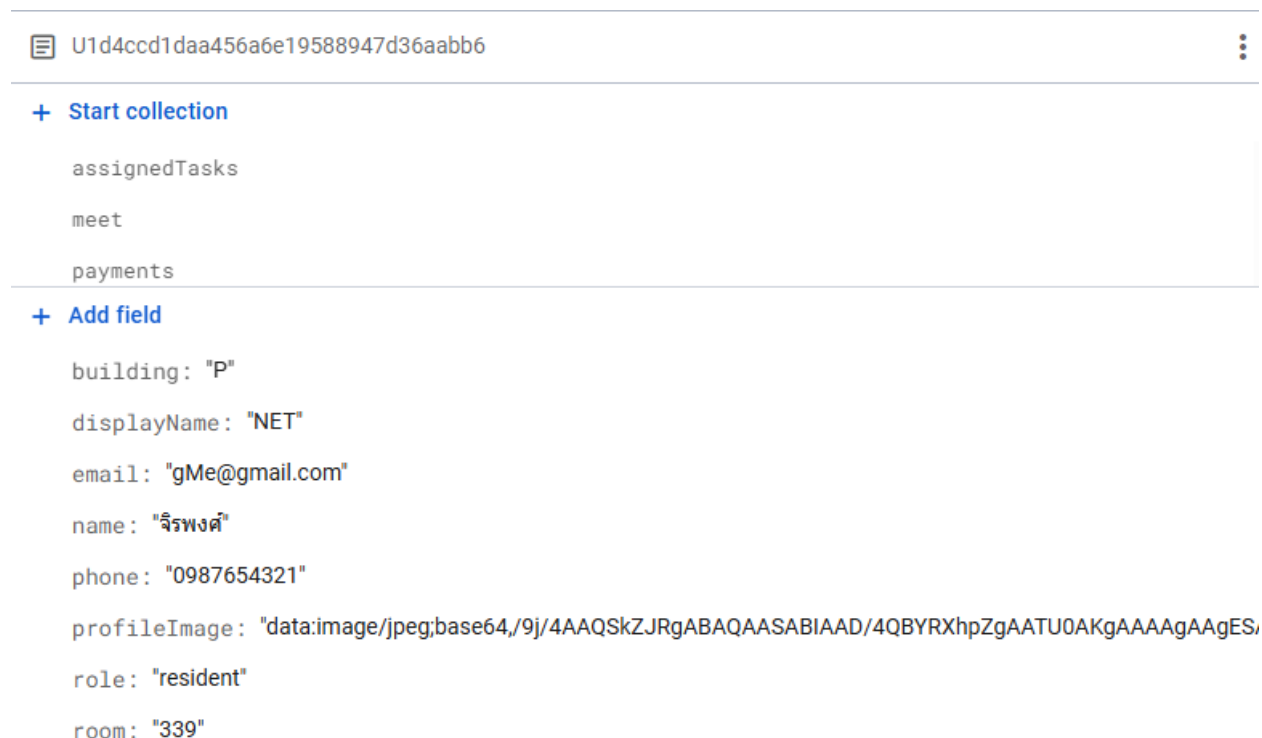 U1d4ccd1daa456a6e19588947d36aabb6
+ Start collection
assignedTasks
meet
payments
+ Add field
building: "P"
displayName: "NET"
email: "gMe@gmail.com"
name: "จิรพงศ์"
phone: "0987654321"
profileImage: "data:image/jpeg;base64,/9j/4AAQSkZJRgABAQAASABIAAD/4QBYRXhpZgAATU0AKgAAAAgAAgESA
role: "resident"
room: "339"